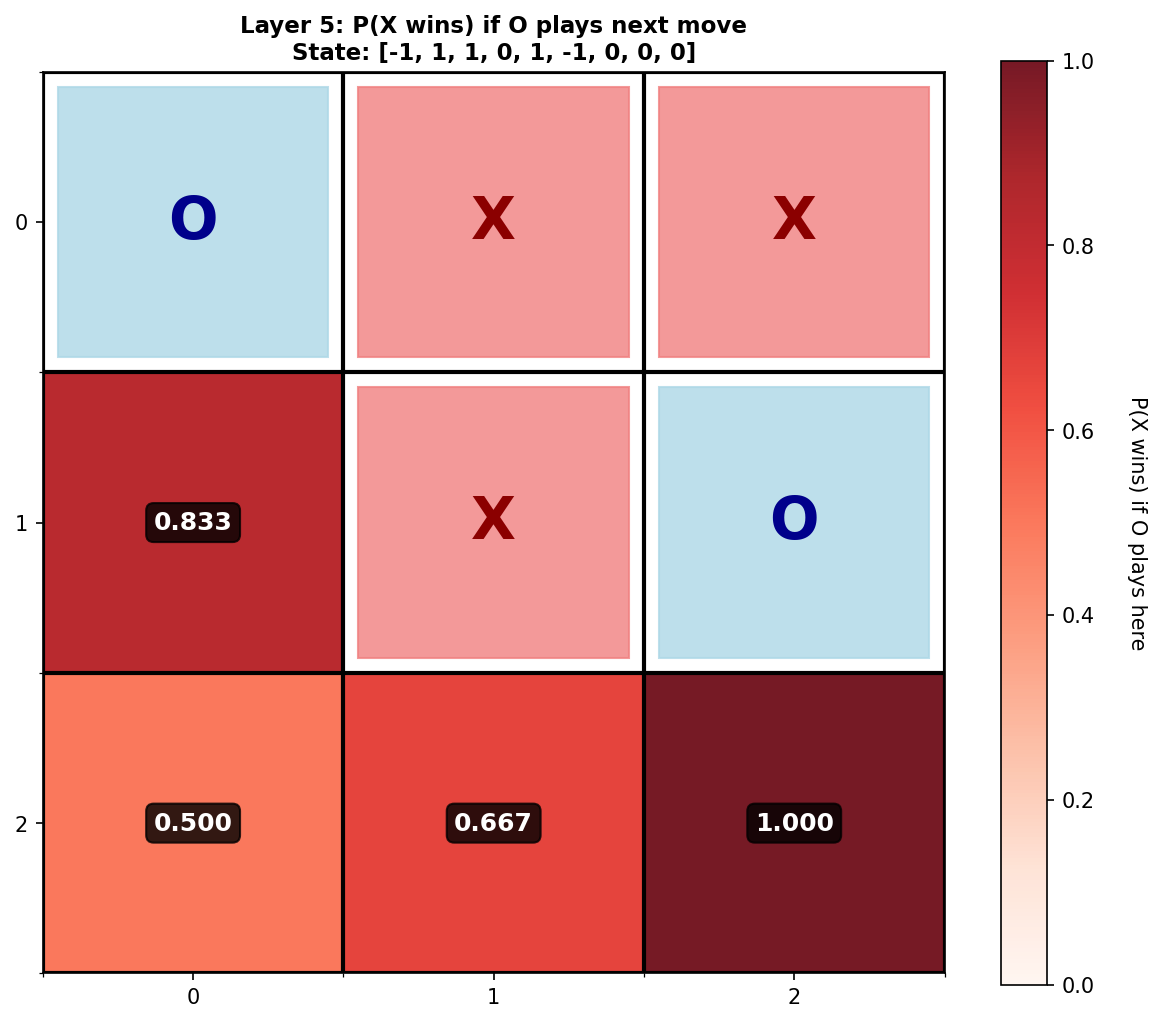 Layer 5: P(X wins) if O plays next move
State: [-1, 1, 1, 0, 1, -1, 0, 0, 0]
0
O
X
X
1
0.833
X
O
2
0.500
0.667
1.000
0
1
2
1.0
0.8
0.6
0.4
0.2
0.0
P(X wins) if O plays here